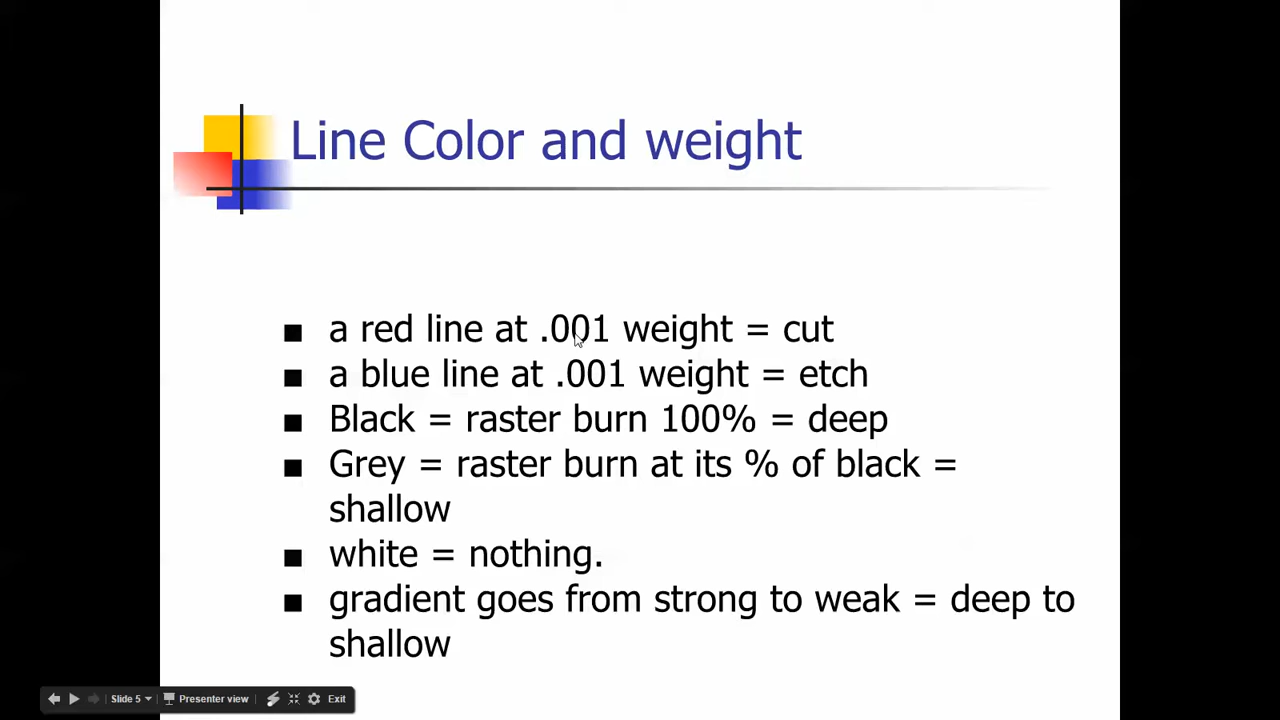 Line Color and weight
a red line at .001 weight = cut
a blue line at .001 weight = etch
Black = raster burn 100% = deep
Grey = raster burn at its % of black =
shallow
white = nothing.
gradient goes from strong to weak = deep to
shallow
Slide 5
Presenter view
Exit